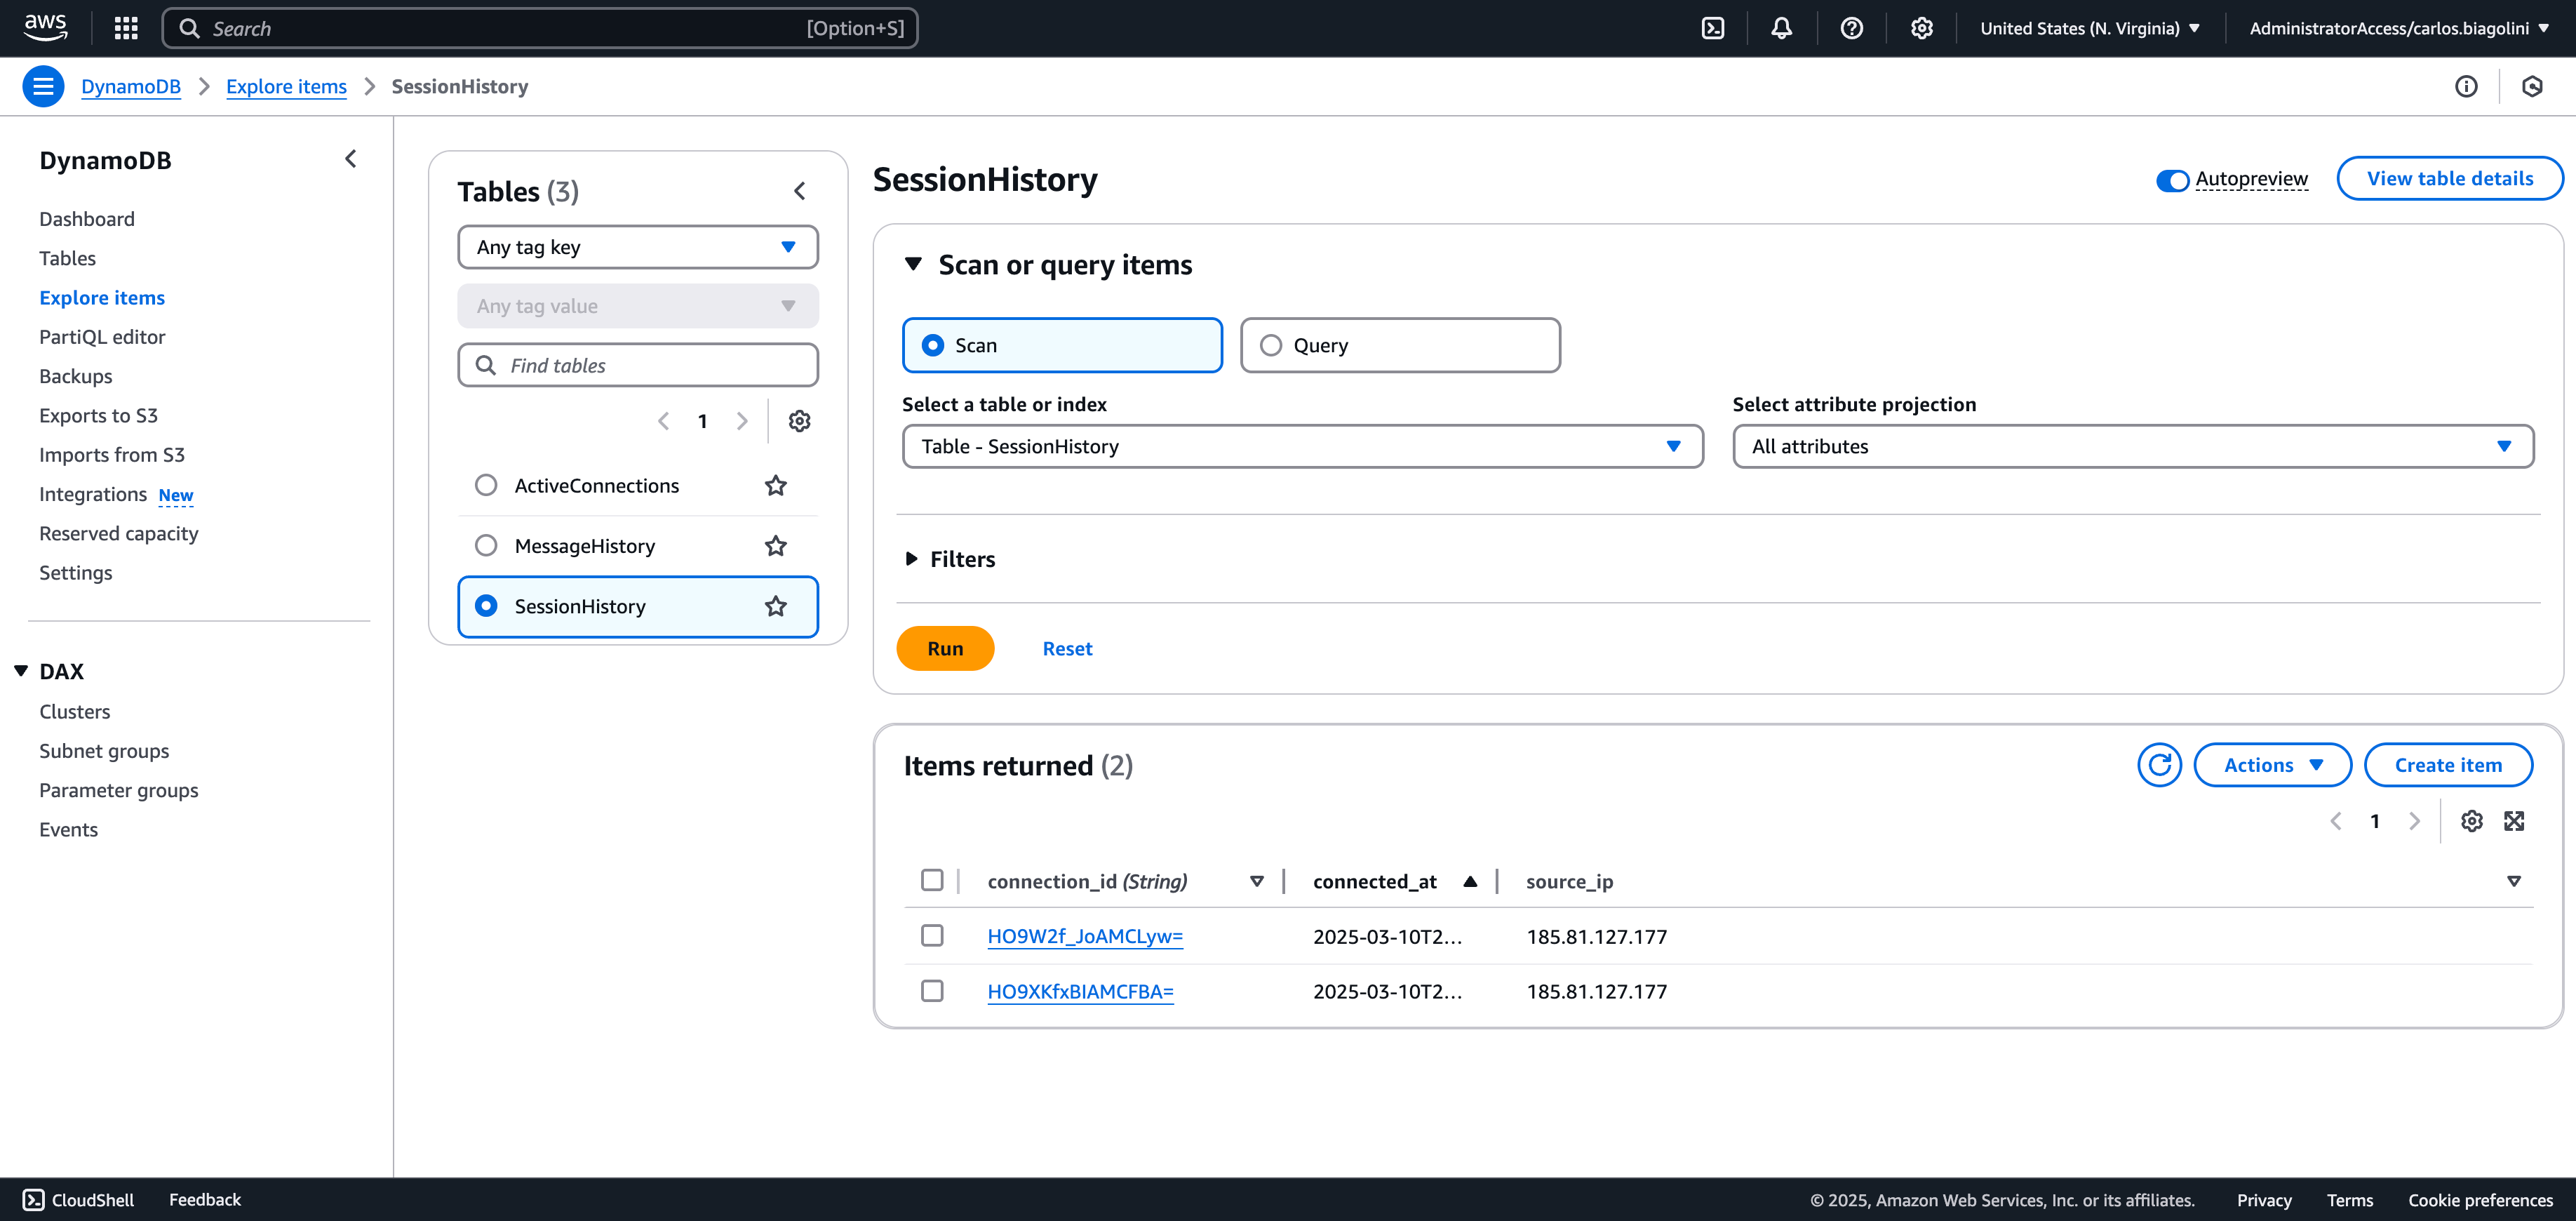 aws
Search
[Option+S]
United States (N. Virginia)
AdministratorAccess/carlos.biagolini
DynamoDB
Explore items
SessionHistory
DynamoDB
Dashboard
Tables
Explore items
PartiQL editor
Backups
Exports to S3
Imports from S3
Integrations New
Reserved capacity
Settings
DAX
Clusters
Subnet groups
Parameter groups
Events
Tables (3)
Any tag key
Any tag value
Find tables
1
ActiveConnections
MessageHistory
SessionHistory
SessionHistory
Autopreview
View table details
Scan or query items
Scan
Query
Select a table or index
Table - SessionHistory
Select attribute projection
All attributes
Filters
Run
Reset
Items returned (2)
Actions
Create item
1
connection_id (String)
connected_at
source_ip
HO9W2f_JoAMCLyw=
2025-03-10T2...
185.81.127.177
HO9XKfxBIAMCFBA=
2025-03-10T2...
185.81.127.177
CloudShell
Feedback
© 2025, Amazon Web Services, Inc. or its affiliates.
Privacy
Terms
Cookie preferences